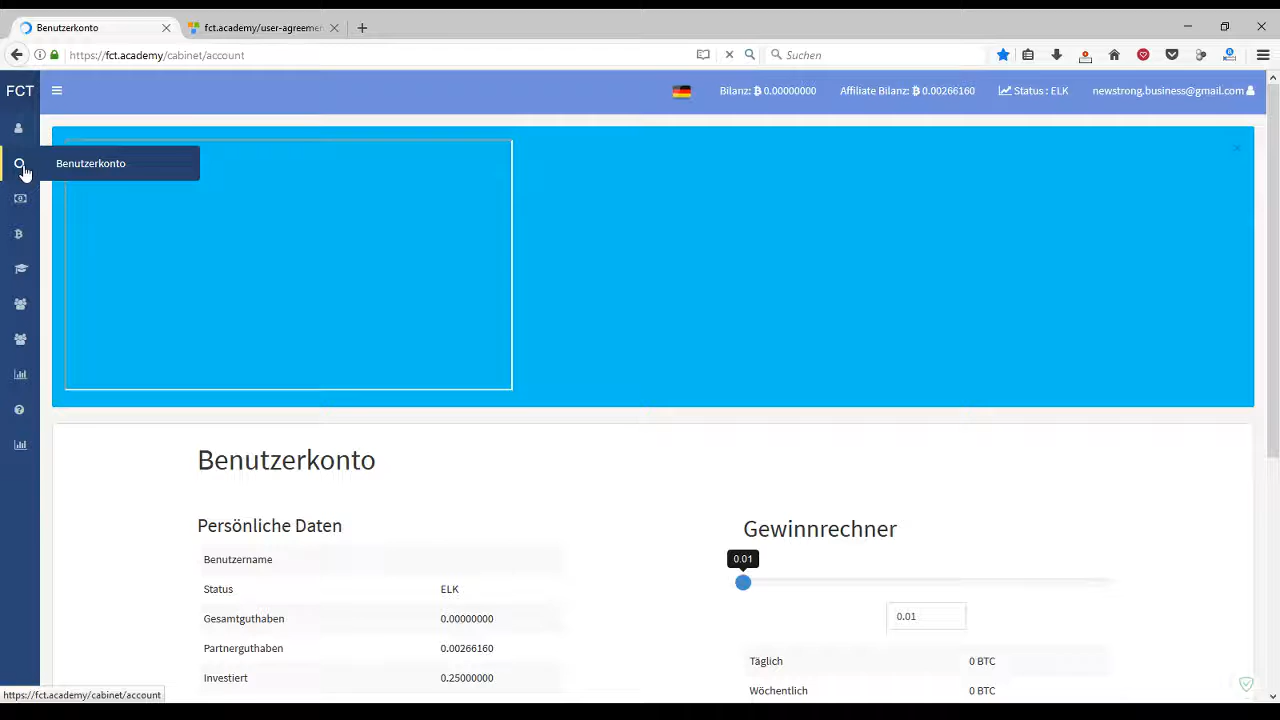 Benutzerkonto
fct.academy/user-agreemen
https://fct.academy/cabinet/account
Suchen
FCT
Bilanz: ₿ 0.00000000
Affiliate Bilanz: ₿ 0.00266160
Status : ELK
newstrong.business@gmail.com
Benutzerkonto
Benutzerkonto
Persönliche Daten
Benutzername
Status ELK
Gesamtguthaben 0.00000000
Partnerguthaben 0.00266160
Investiert 0.25000000
Gewinnrechner
0.01
0.01
Täglich 0 BTC
Wöchentlich 0 BTC
https://fct.academy/cabinet/account